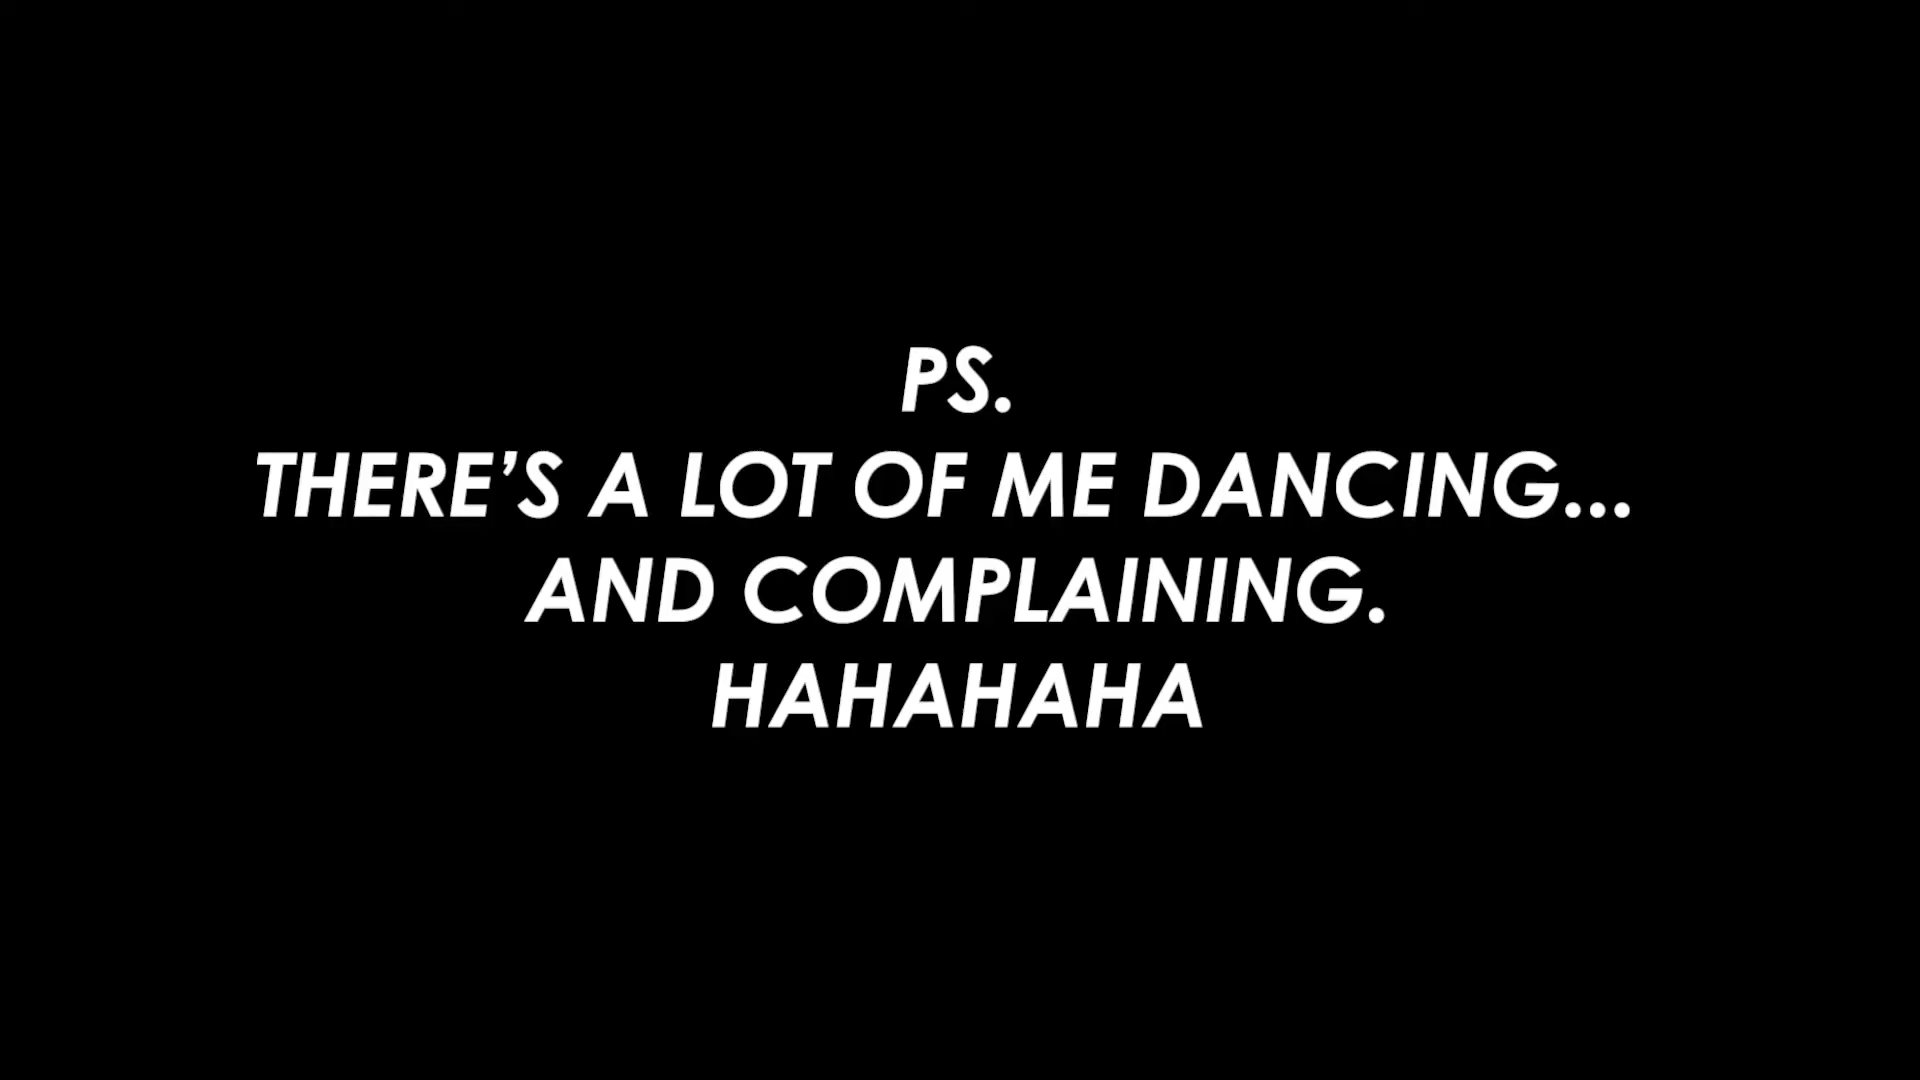 PS.
THERE’S A LOT OF ME DANCING...
AND COMPLAINING.
HAHAHAHA